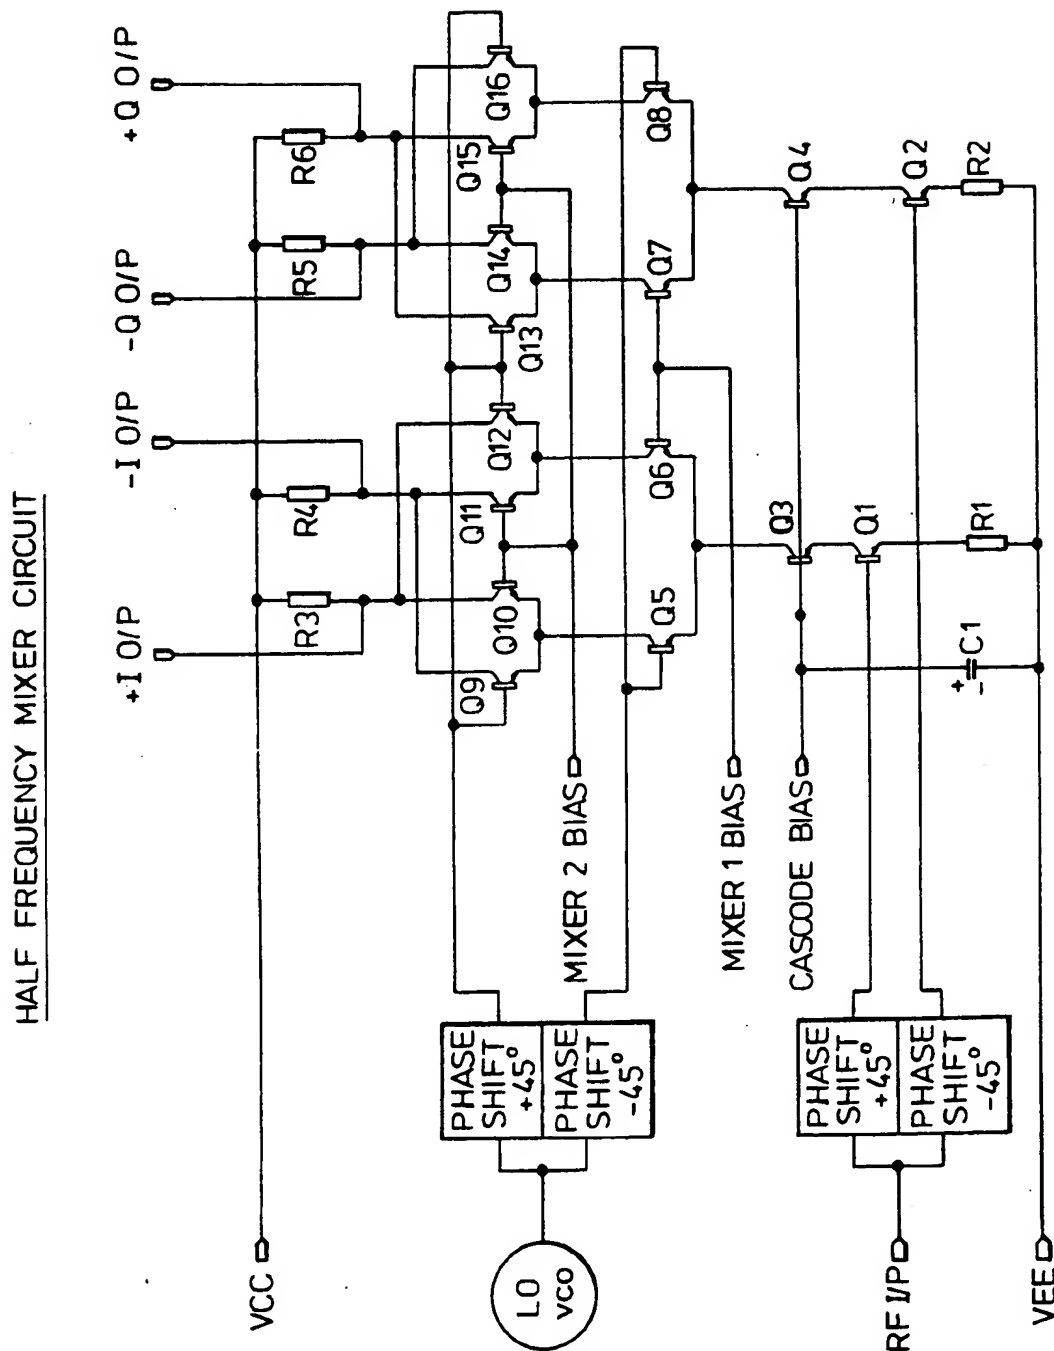 HALF FREQUENCY MIXER CIRCUIT
+I O/P
-I O/P
-Q O/P
+Q O/P
VCC
R3
R4
R5
R6
Q9
Q10
Q11
Q12
Q13
Q14
Q15
Q16
LO
VCO
PHASE
SHIFT
+45°
PHASE
SHIFT
-45°
MIXER 2 BIAS
Q5
Q6
Q7
Q8
MIXER 1 BIAS
CASCODE BIAS
Q3
Q4
Q1
Q2
RF I/P
PHASE
SHIFT
+45°
PHASE
SHIFT
-45°
+
-
C1
R1
R2
VEE